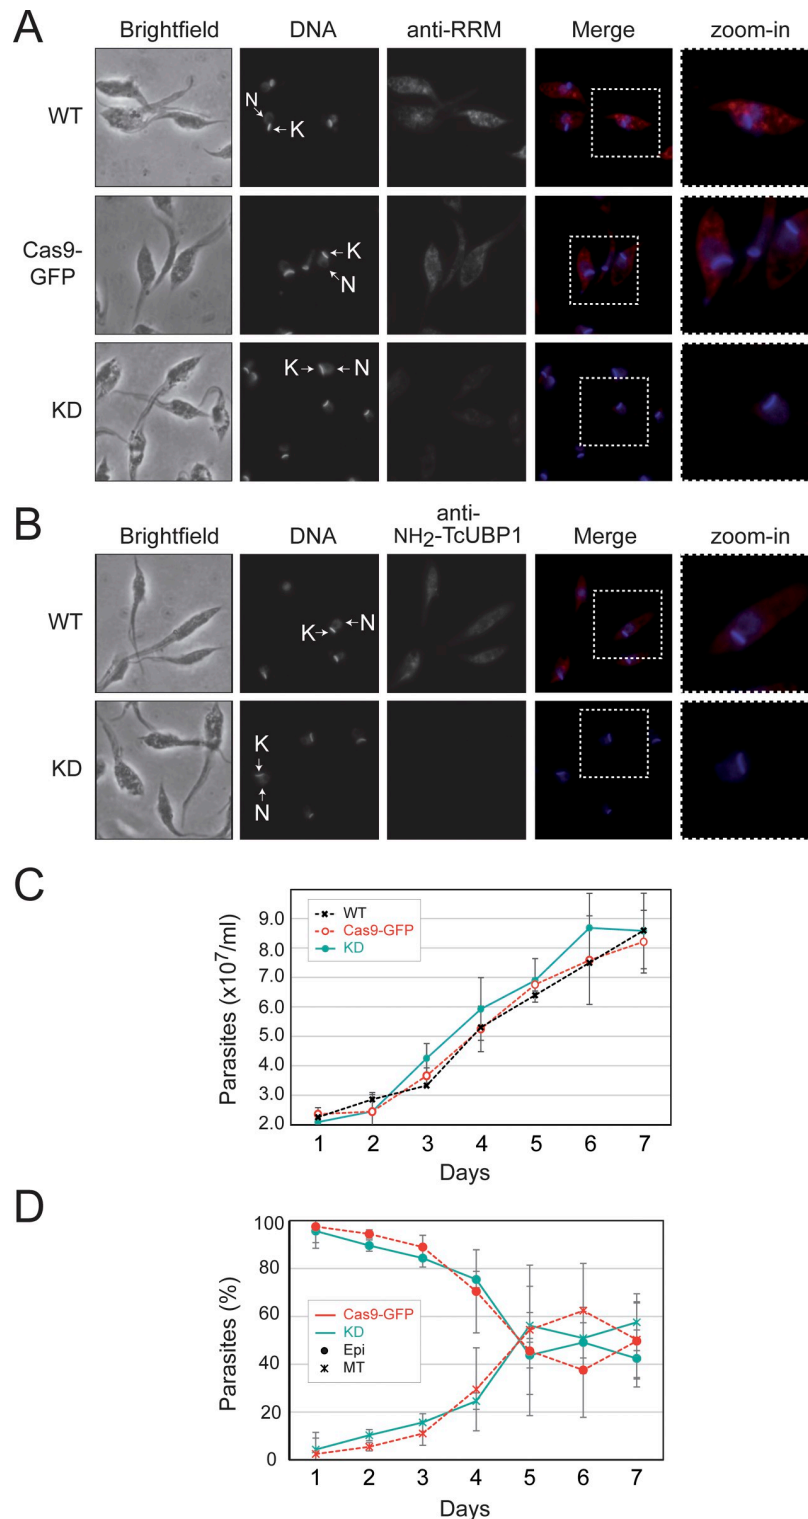 A
Brightfield DNA anti-RRM Merge zoom-in
WT
N
K
Cas9-
GFP
K
N
KD
K N
B
anti-
Brightfield DNA NH2-TcUBP1 Merge zoom-in
WT
K N
KD
K
N
C
Parasites (x10⁷/ml)
9.0
8.0
7.0
6.0
5.0
4.0
3.0
2.0
WT
Cas9-GFP
KD
1 2 3 4 5 6 7
Days
D
Parasites (%)
100
80
60
40
20
0
Cas9-GFP
KD
Epi
MT
1 2 3 4 5 6 7
Days